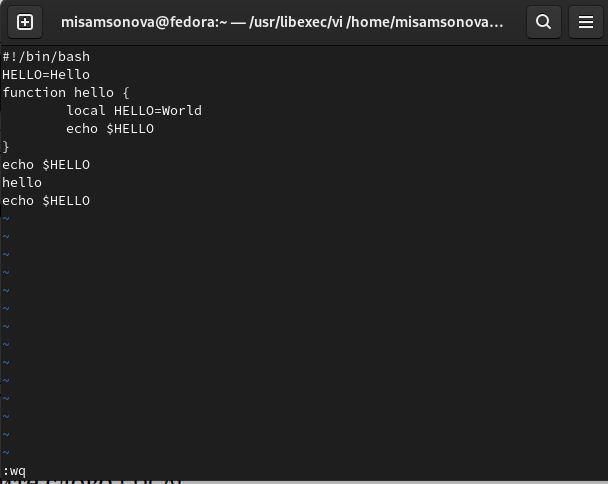 misamsonova@fedora:~ — /usr/libexec/vi /home/misamsonova...
#!/bin/bash
HELLO=Hello
function hello {
        local HELLO=World
        echo $HELLO
}
echo $HELLO
hello
echo $HELLO
~
~
~
~
~
~
~
~
~
~
~
~
~
~
:wq